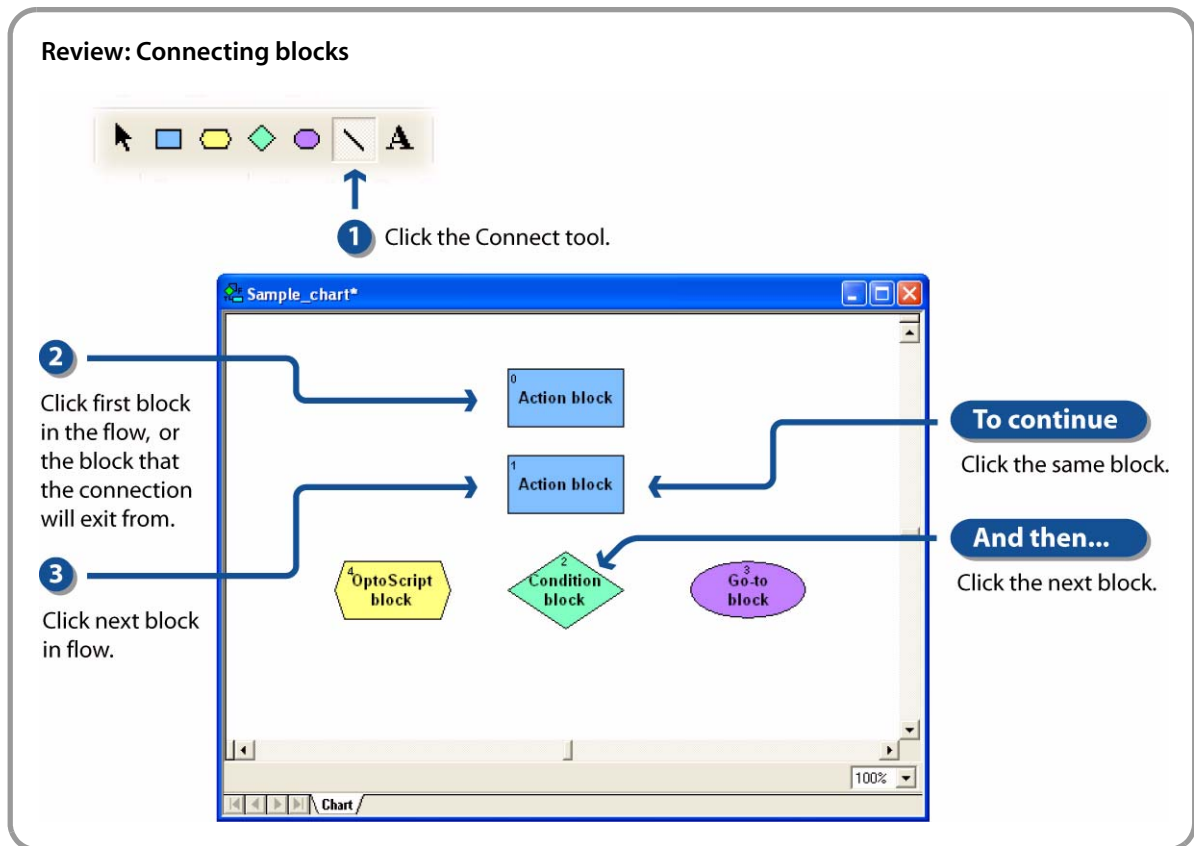 Review: Connecting blocks
A
1 Click the Connect tool.
Sample_chart*
2
Click first block
in the flow, or
the block that
the connection
will exit from.
0
Action block
1
Action block
To continue
Click the same block.
And then...
Click the next block.
3
Click next block
in flow.
4
OptoScript
block
2
Condition
block
3
Go-to
block
100%
Chart